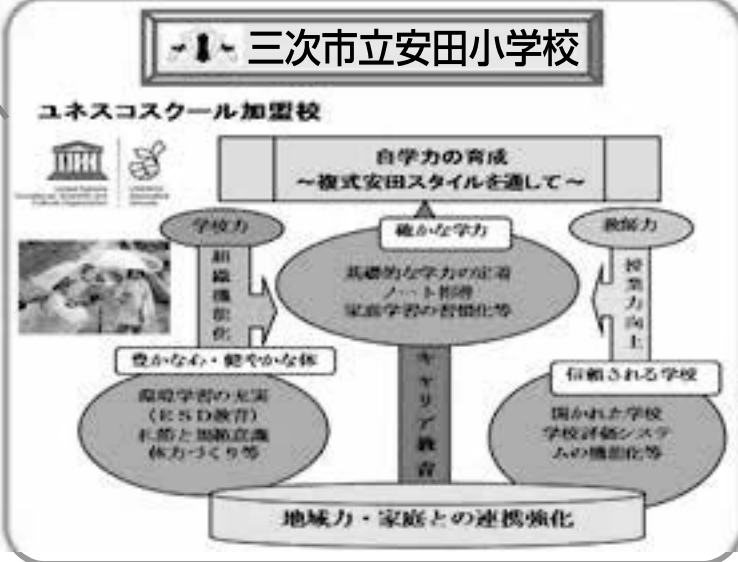 三次市立安田小学校
ユネスコスクール加盟校
自学力の育成
～複式安田スタイルを通して～
学校力
確かな学力
教師力
組織機能化
基礎的な学力の定着
ノート指導
家庭学習の習慣化等
授業力向上
豊かな心・健やかな体
信頼される学校
環境学習の充実
(ESD教育)
礼節と規範意識
体力づくり等
キャリア教育
開かれた学校
学校評価システ
ムの機能化等
地域力・家庭との連携強化